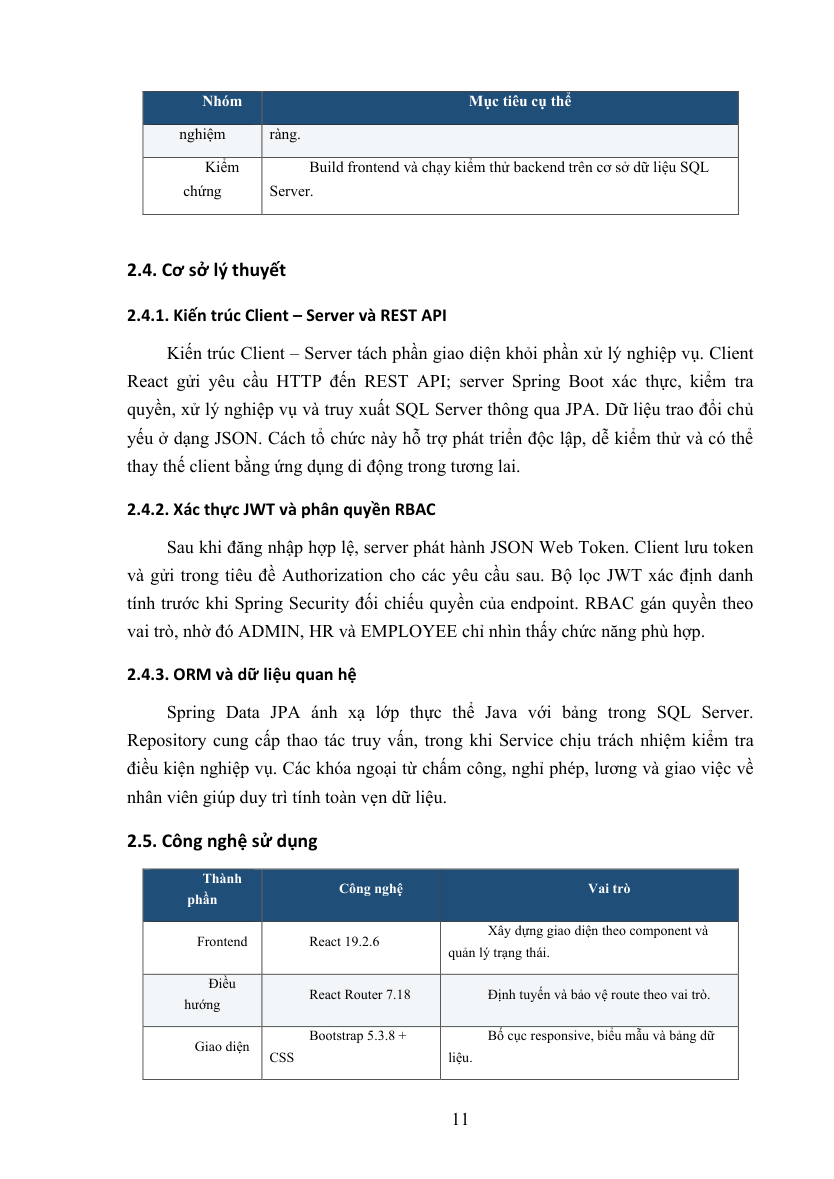 Nhóm Mục tiêu cụ thể
nghiệm ràng.
Kiểm Build frontend và chạy kiểm thử backend trên cơ sở dữ liệu SQL
chứng Server.
2.4. Cơ sở lý thuyết
2.4.1. Kiến trúc Client – Server và REST API
Kiến trúc Client – Server tách phần giao diện khỏi phần xử lý nghiệp vụ. Client
React gửi yêu cầu HTTP đến REST API; server Spring Boot xác thực, kiểm tra
quyền, xử lý nghiệp vụ và truy xuất SQL Server thông qua JPA. Dữ liệu trao đổi chủ
yếu ở dạng JSON. Cách tổ chức này hỗ trợ phát triển độc lập, dễ kiểm thử và có thể
thay thế client bằng ứng dụng di động trong tương lai.
2.4.2. Xác thực JWT và phân quyền RBAC
Sau khi đăng nhập hợp lệ, server phát hành JSON Web Token. Client lưu token
và gửi trong tiêu đề Authorization cho các yêu cầu sau. Bộ lọc JWT xác định danh
tính trước khi Spring Security đối chiếu quyền của endpoint. RBAC gán quyền theo
vai trò, nhờ đó ADMIN, HR và EMPLOYEE chỉ nhìn thấy chức năng phù hợp.
2.4.3. ORM và dữ liệu quan hệ
Spring Data JPA ánh xạ lớp thực thể Java với bảng trong SQL Server.
Repository cung cấp thao tác truy vấn, trong khi Service chịu trách nhiệm kiểm tra
điều kiện nghiệp vụ. Các khóa ngoại từ chấm công, nghỉ phép, lương và giao việc về
nhân viên giúp duy trì tính toàn vẹn dữ liệu.
2.5. Công nghệ sử dụng
Thành
phần Công nghệ Vai trò
Frontend React 19.2.6 Xây dựng giao diện theo component và
quản lý trạng thái.
Điều
hướng React Router 7.18 Định tuyến và bảo vệ route theo vai trò.
Giao diện Bootstrap 5.3.8 + Bố cục responsive, biểu mẫu và bảng dữ
CSS liệu.
11